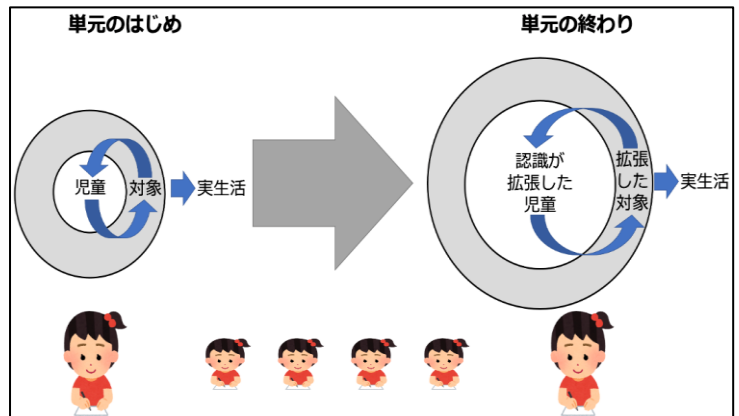 単元のはじめ
単元の終わり
児童
対象
実生活
認識が
拡張した
児童
拡張
した
対象
実生活